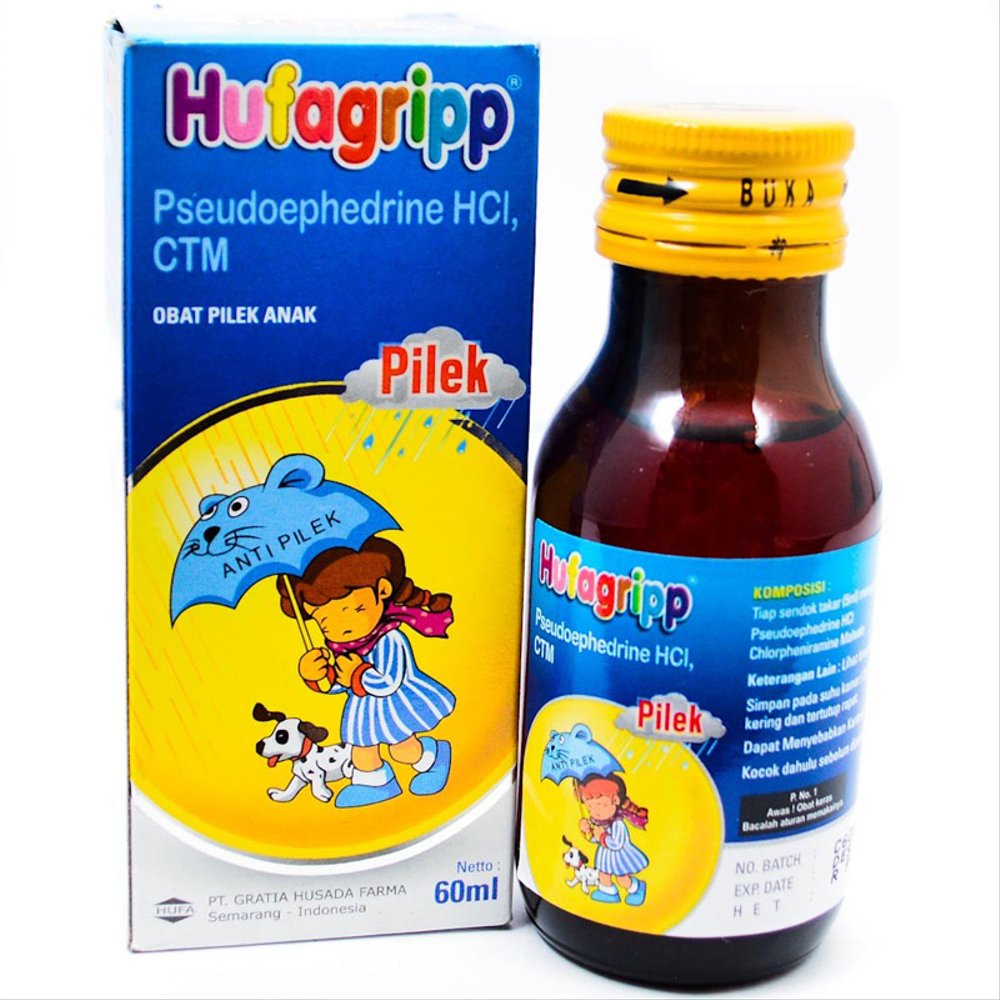 Hufagripp®
Pseudoephedrine HCl,
CTM
OBAT PILEK ANAK
Pilek
ANTI PILEK
HUFA
PT. GRATIA HUSADA FARMA
Semarang - Indonesia
Netto :
60ml
BUKA
Hufagripp
Pseudoephedrine HCl,
CTM
Pilek
ANTI PILEK
KOMPOSISI :
Tiap sendok takar (5ml)
Pseudoephedrine HCl
Chlorpheniramine
Keterangan Lain : Lihat
Simpan pada suhu kamar
kering dan tertutup rapat.
Dapat Menyebabkan
Kocok dahulu sebelum
P. No. 1
Awas ! Obat keras
Bacalah aturan memakainya.
NO. BATCH :
EXP. DATE :
H E T :